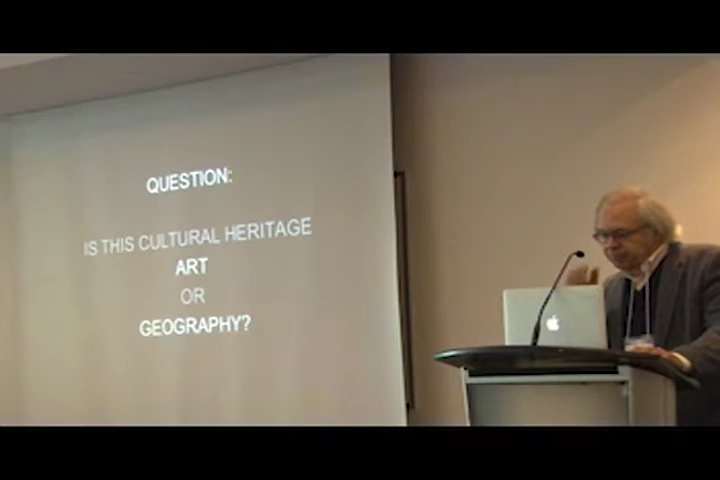 QUESTION:
IS THIS CULTURAL HERITAGE
ART
OR
GEOGRAPHY?